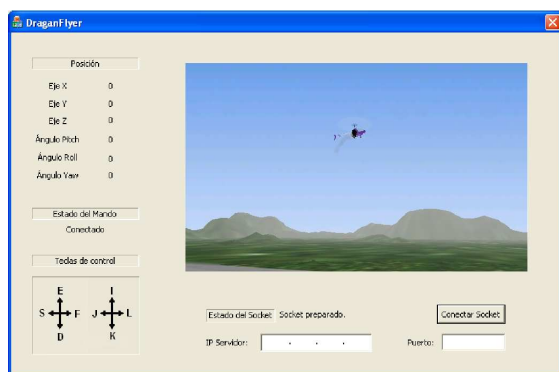 DraganFlyer
Posición
Eje X 0
Eje Y 0
Eje Z 0
Ángulo Pitch 0
Ángulo Roll 0
Ángulo Yaw 0
Estado del Mando
Conectado
Teclas de control
E I
S F J L
D K
Estado del Socket Socket preparado. Conectar Socket
IP Servidor: . . . Puerto: